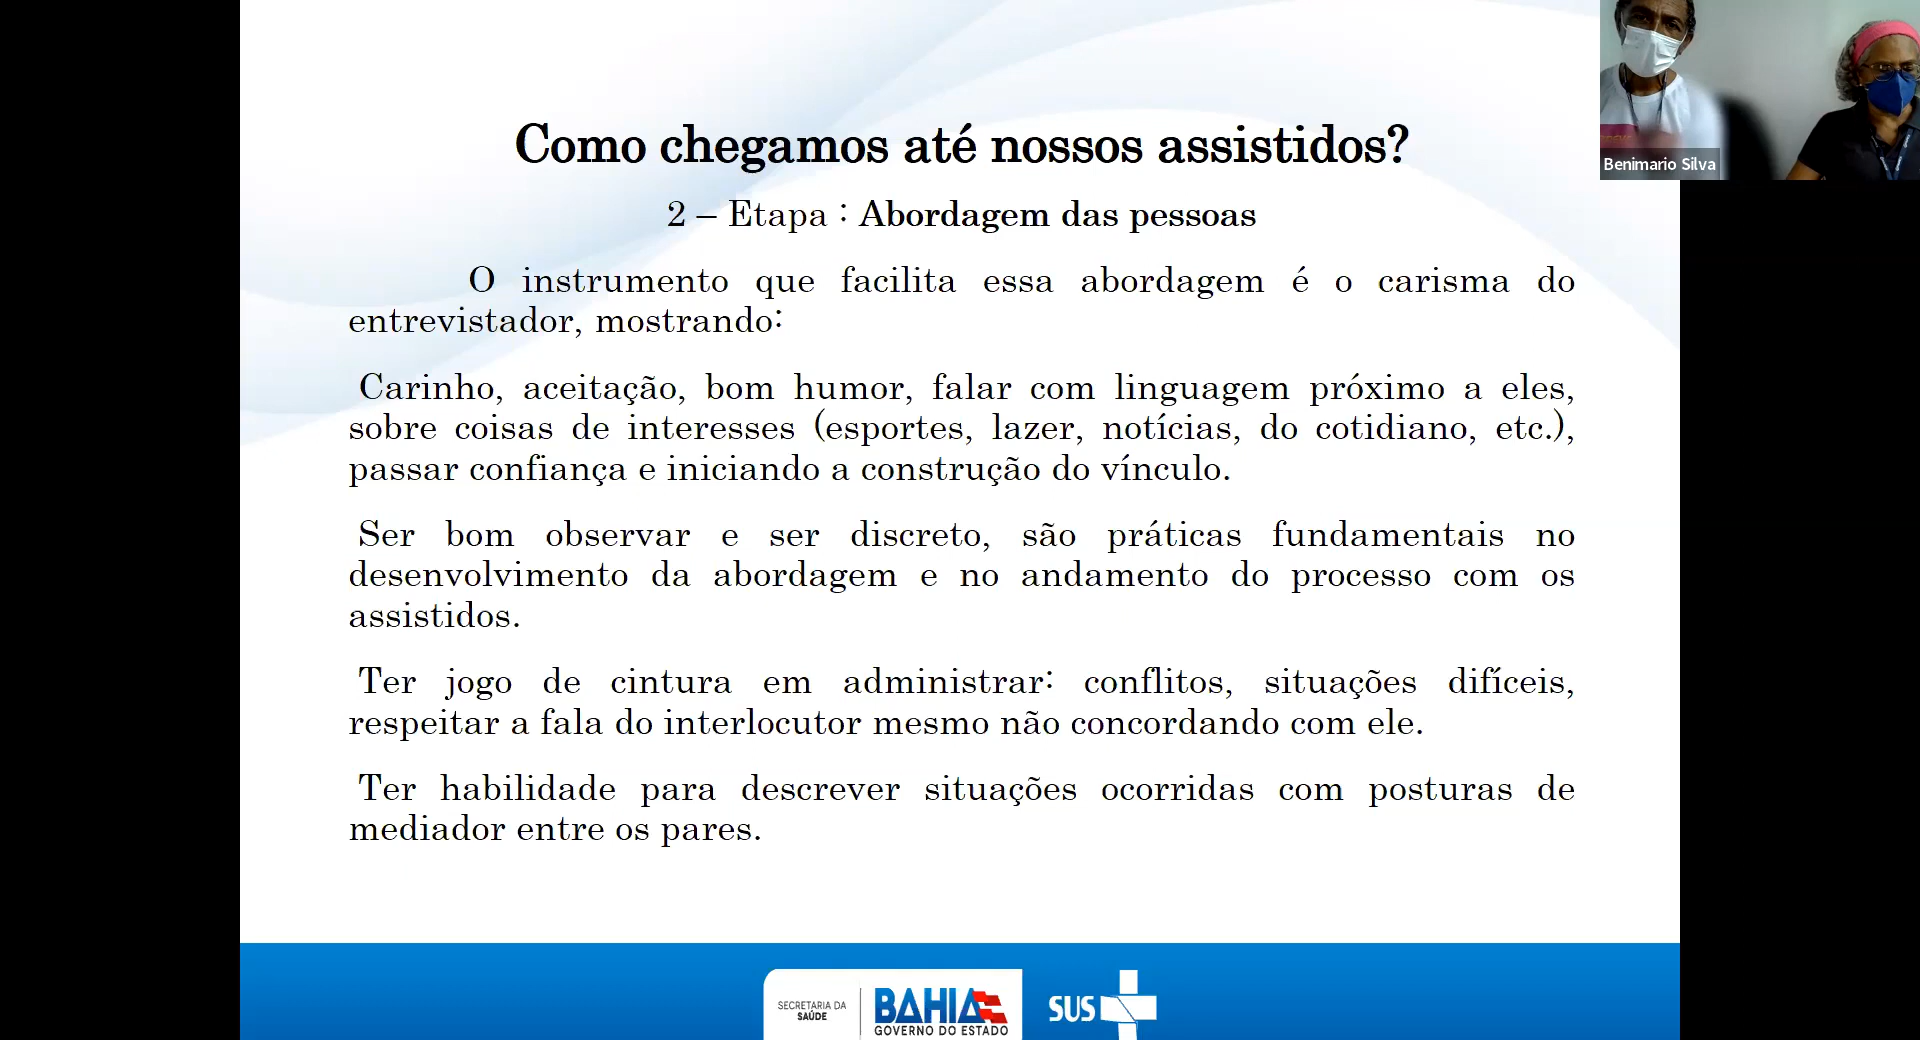 Como chegamos até nossos assistidos?
2 – Etapa : Abordagem das pessoas
O instrumento que facilita essa abordagem é o carisma do
entrevistador, mostrando:
Carinho, aceitação, bom humor, falar com linguagem próximo a eles,
sobre coisas de interesses (esportes, lazer, notícias, do cotidiano, etc.),
passar confiança e iniciando a construção do vínculo.
Ser bom observar e ser discreto, são práticas fundamentais no
desenvolvimento da abordagem e no andamento do processo com os
assistidos.
Ter jogo de cintura em administrar: conflitos, situações difíceis,
respeitar a fala do interlocutor mesmo não concordando com ele.
Ter habilidade para descrever situações ocorridas com posturas de
mediador entre os pares.
Benimario Silva
SECRETARIA DA
SAÚDE
BAHIA
GOVERNO DO ESTADO
SUS